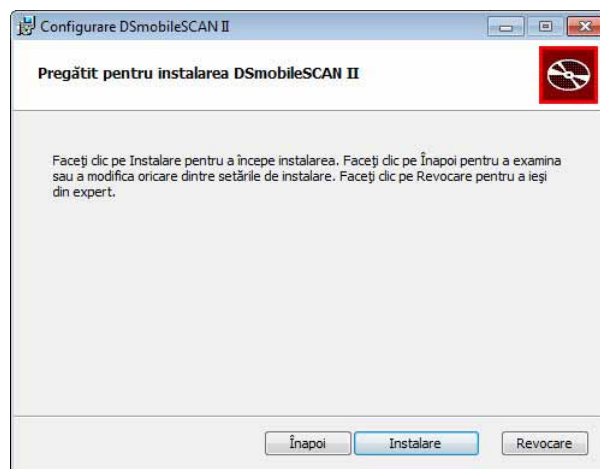 Configurare DSmobileSCAN II
Pregătit pentru instalarea DSmobileSCAN II
Faceţi clic pe Instalare pentru a începe instalarea. Faceţi clic pe Înapoi pentru a examina
sau a modifica oricare dintre setările de instalare. Faceţi clic pe Revocare pentru a ieşi
din expert.
Înapoi
Instalare
Revocare